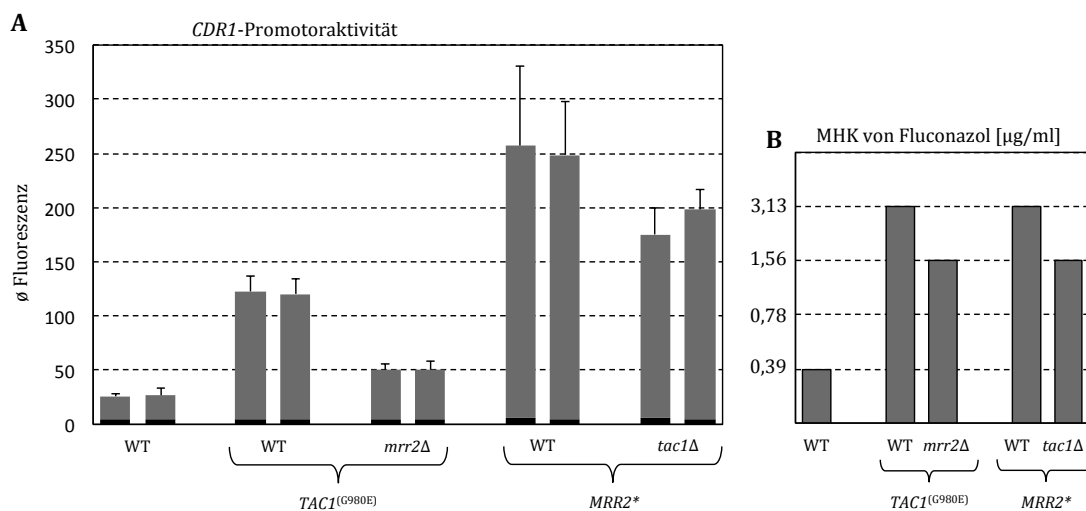 A
CDR1-Promotoraktivität
350
300
250
200
150
100
50
0
ø Fluoreszenz
WT WT mrr2Δ WT tac1Δ
TAC1(G980E) MRR2*
B
MHK von Fluconazol [µg/ml]
3,13
1,56
0,78
0,39
WT WT mrr2Δ WT tac1Δ
TAC1(G980E) MRR2*